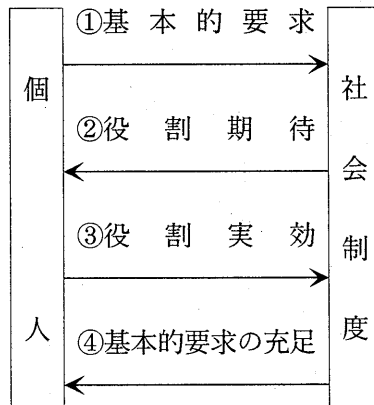 ①基本的要求
個人
社会制度
②役割期待
③役割実効
④基本的要求の充足